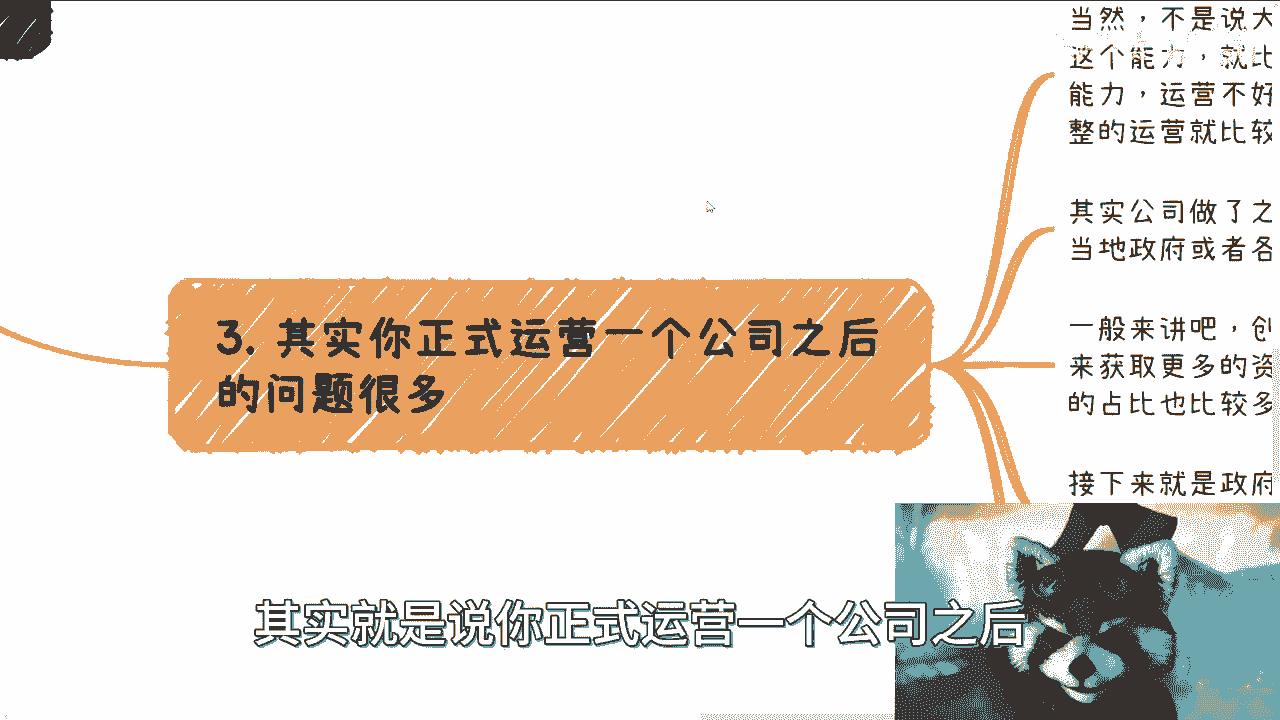 3. 其实你正式运营一个公司之后
的问题很多
当然，不是说大
这个能力，就比
能力，运营不好
整的运营就比较
其实公司做了之
当地政府或者各
一般来讲吧，创
来获取更多的资
的占比也比较多
接下来就是政府
其实就是说你正式运营一个公司之后